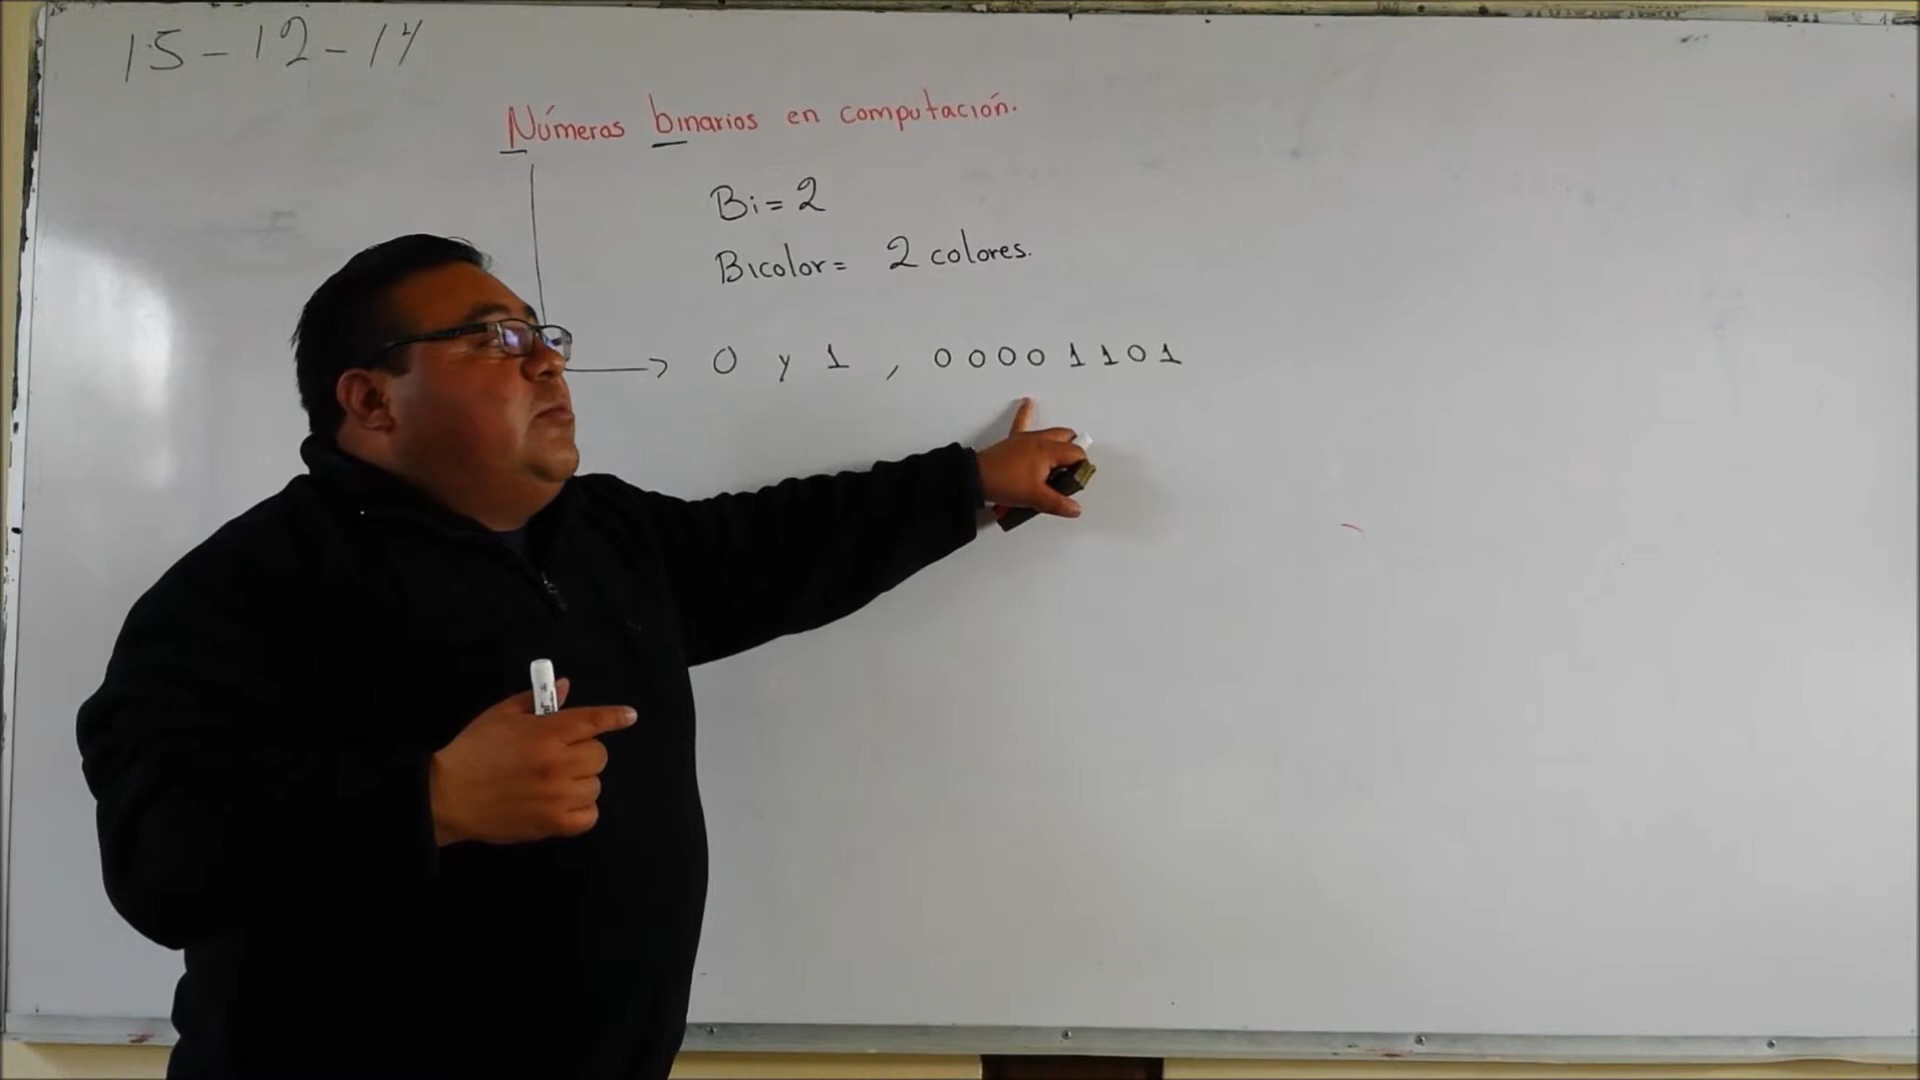 15-12-14
Números binarios en computación.
Bi = 2
Bicolor = 2 colores.
0 y 1 , 0 0 0 0 1 1 0 1